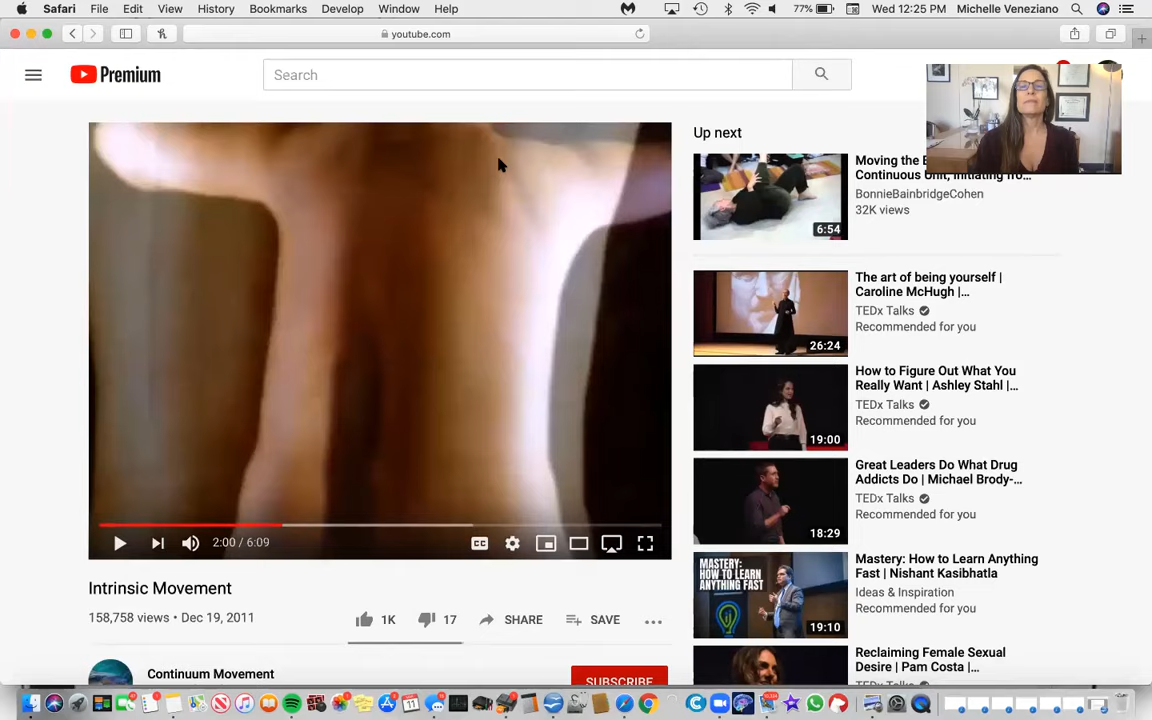 Safari File Edit View History Bookmarks Develop Window Help 77% Wed 12:25 PM Michelle Veneziano
youtube.com
Premium
Search
Up next
Moving the
Continuous Unit, Initiating
BonnieBainbridgeCohen
32K views
6:54
The art of being yourself |
Caroline McHugh |...
TEDx Talks
Recommended for you
26:24
How to Figure Out What You
Really Want | Ashley Stahl |...
TEDx Talks
Recommended for you
19:00
Great Leaders Do What Drug
Addicts Do | Michael Brody-...
TEDx Talks
Recommended for you
18:29
MASTERY:
HOW TO LEARN
ANYTHING
FAST
Mastery: How to Learn Anything
Fast | Nishant Kasibhatla
Ideas & Inspiration
Recommended for you
19:10
Reclaiming Female Sexual
Desire | Pam Costa |...
2:00 / 6:09
CC
Intrinsic Movement
158,758 views • Dec 19, 2011
1K 17 SHARE SAVE ...
Continuum Movement
SUBSCRIBE